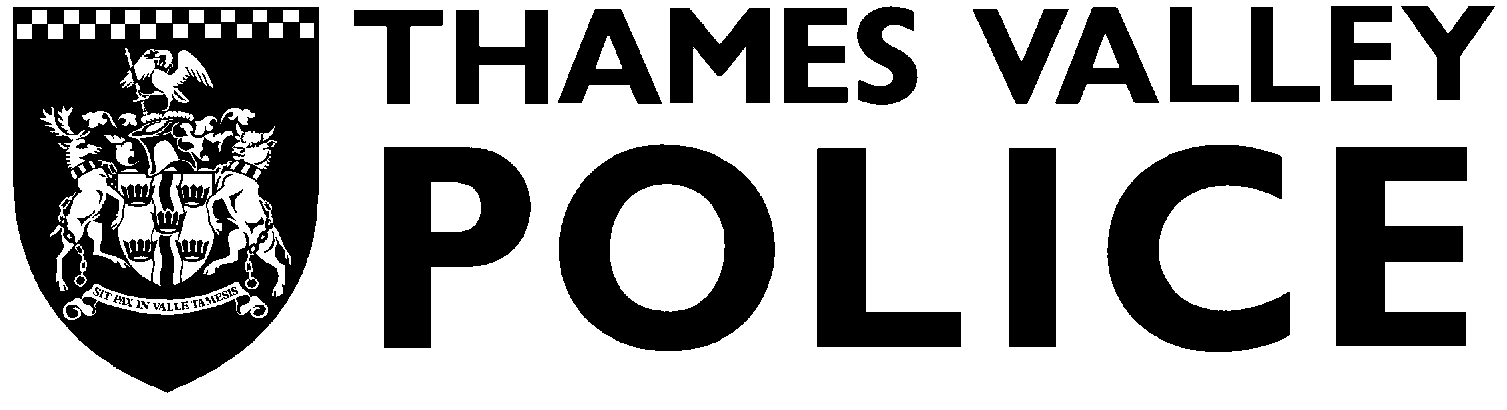 THAMES VALLEY
POLICE
SIT PAX IN VALLE TAMESIS